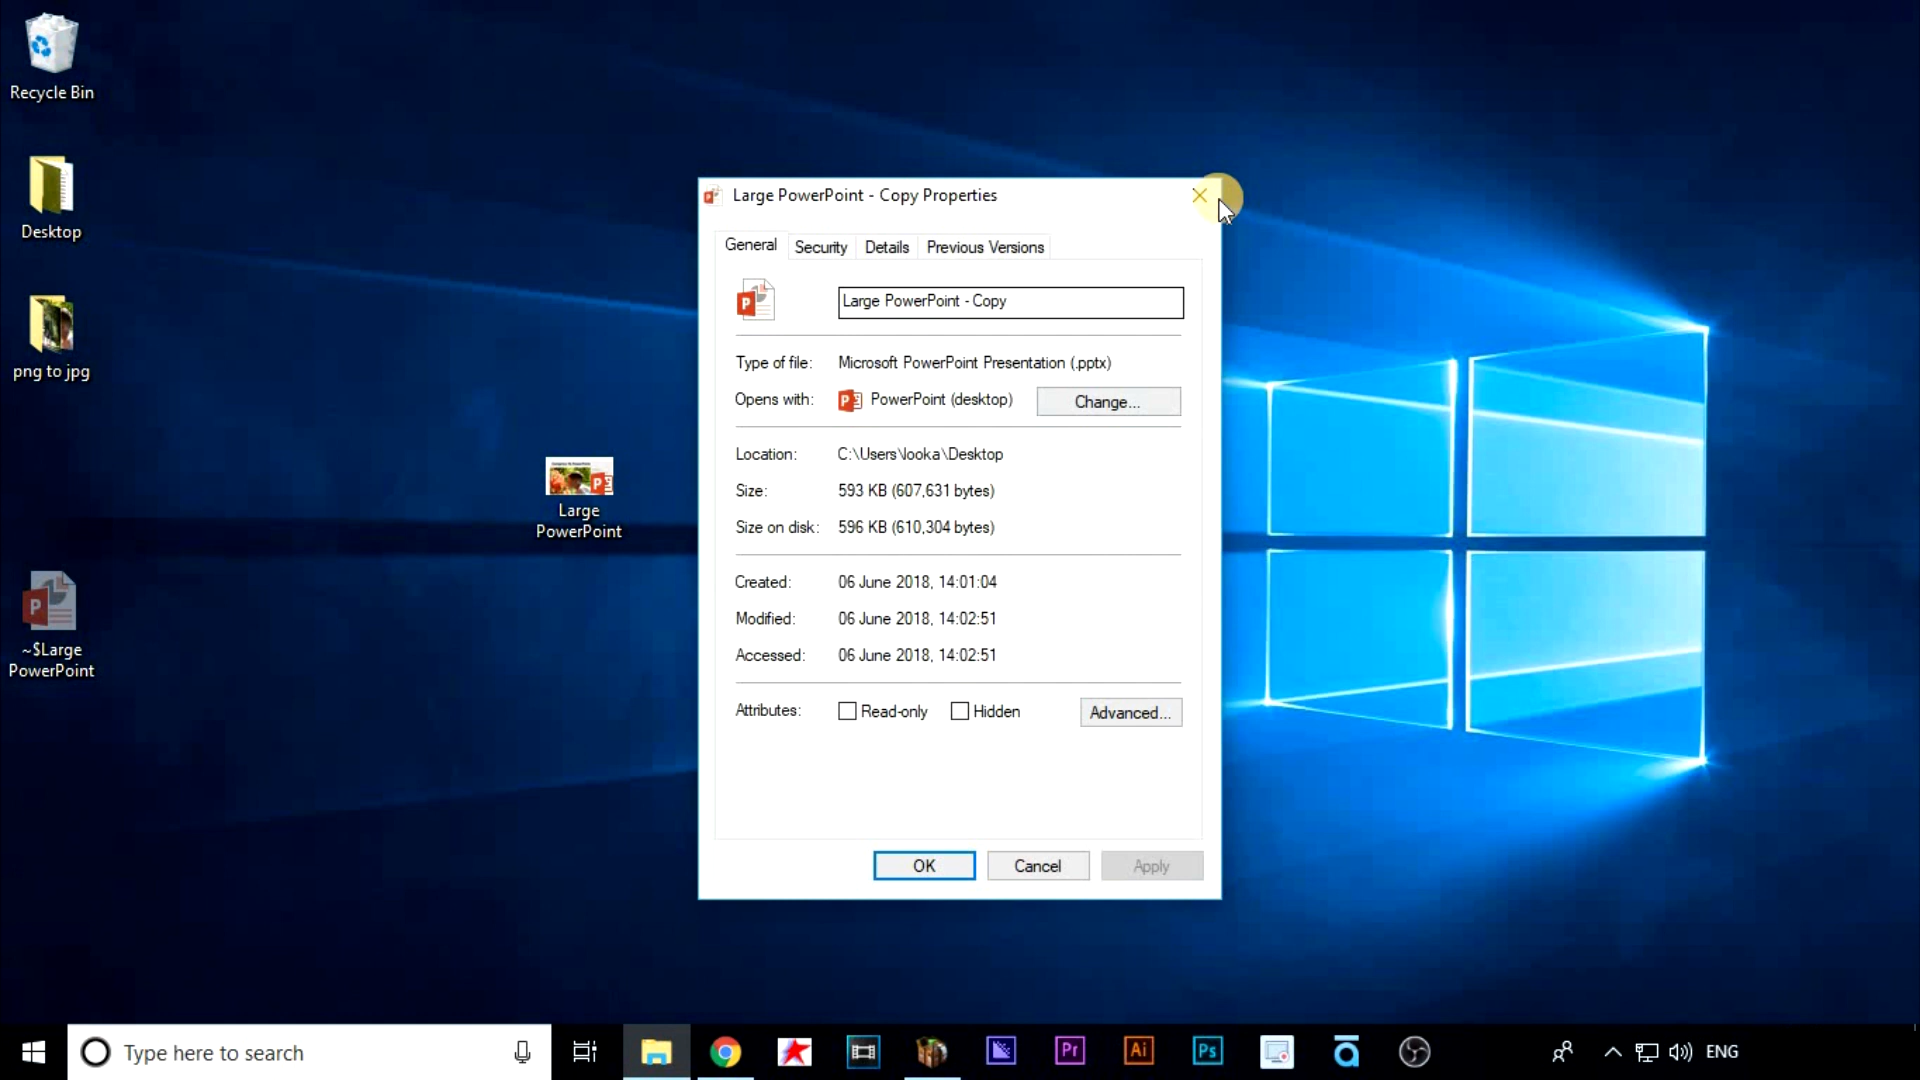 Recycle Bin
Desktop
png to jpg
~$Large
PowerPoint
Large
PowerPoint
Large PowerPoint - Copy Properties
General
Security
Details
Previous Versions
Large PowerPoint - Copy
Type of file: Microsoft PowerPoint Presentation (.pptx)
Opens with: PowerPoint (desktop) Change...
Location: C:\Users\looka\Desktop
Size: 593 KB (607,631 bytes)
Size on disk: 596 KB (610,304 bytes)
Created: 06 June 2018, 14:01:04
Modified: 06 June 2018, 14:02:51
Accessed: 06 June 2018, 14:02:51
Attributes: Read-only Hidden Advanced...
OK Cancel Apply
Type here to search
Pr
Ai
Ps
ENG